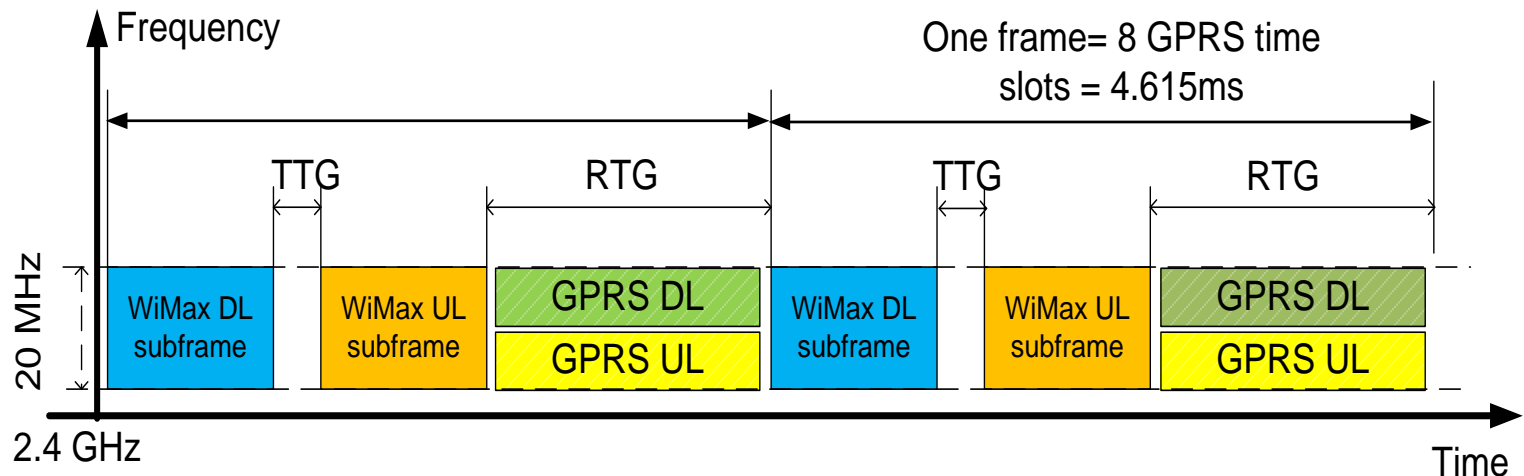 Frequency
One frame= 8 GPRS time
slots = 4.615ms
TTG
RTG
TTG
RTG
20 MHz
WiMax DL
subframe
WiMax UL
subframe
GPRS DL
GPRS UL
WiMax DL
subframe
WiMax UL
subframe
GPRS DL
GPRS UL
2.4 GHz
Time